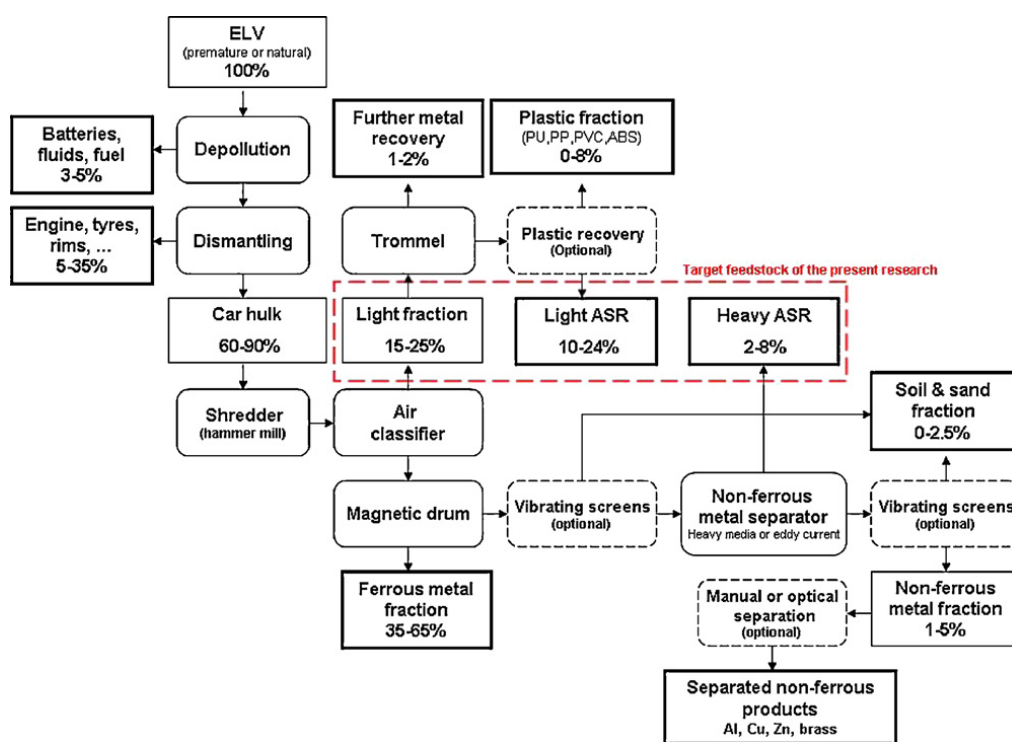 ELV
(premature or natural)
100%
Batteries,
fluids, fuel
3-5%
Depollution
Further metal
recovery
1-2%
Plastic fraction
(PU,PP,PVC,ABS)
0-8%
Engine, tyres,
rims, ...
5-35%
Dismantling
Trommel
Plastic recovery
(Optional)
Target feedstock of the present research
Car hulk
60-90%
Light fraction
15-25%
Light ASR
10-24%
Heavy ASR
2-8%
Shredder
(hammer mill)
Air
classifier
Soil & sand
fraction
0-2.5%
Magnetic drum
Vibrating screens
(optional)
Non-ferrous
metal separator
Heavy media or eddy current
Vibrating screens
(optional)
Ferrous metal
fraction
35-65%
Manual or optical
separation
(optional)
Non-ferrous
metal fraction
1-5%
Separated non-ferrous
products
Al, Cu, Zn, brass